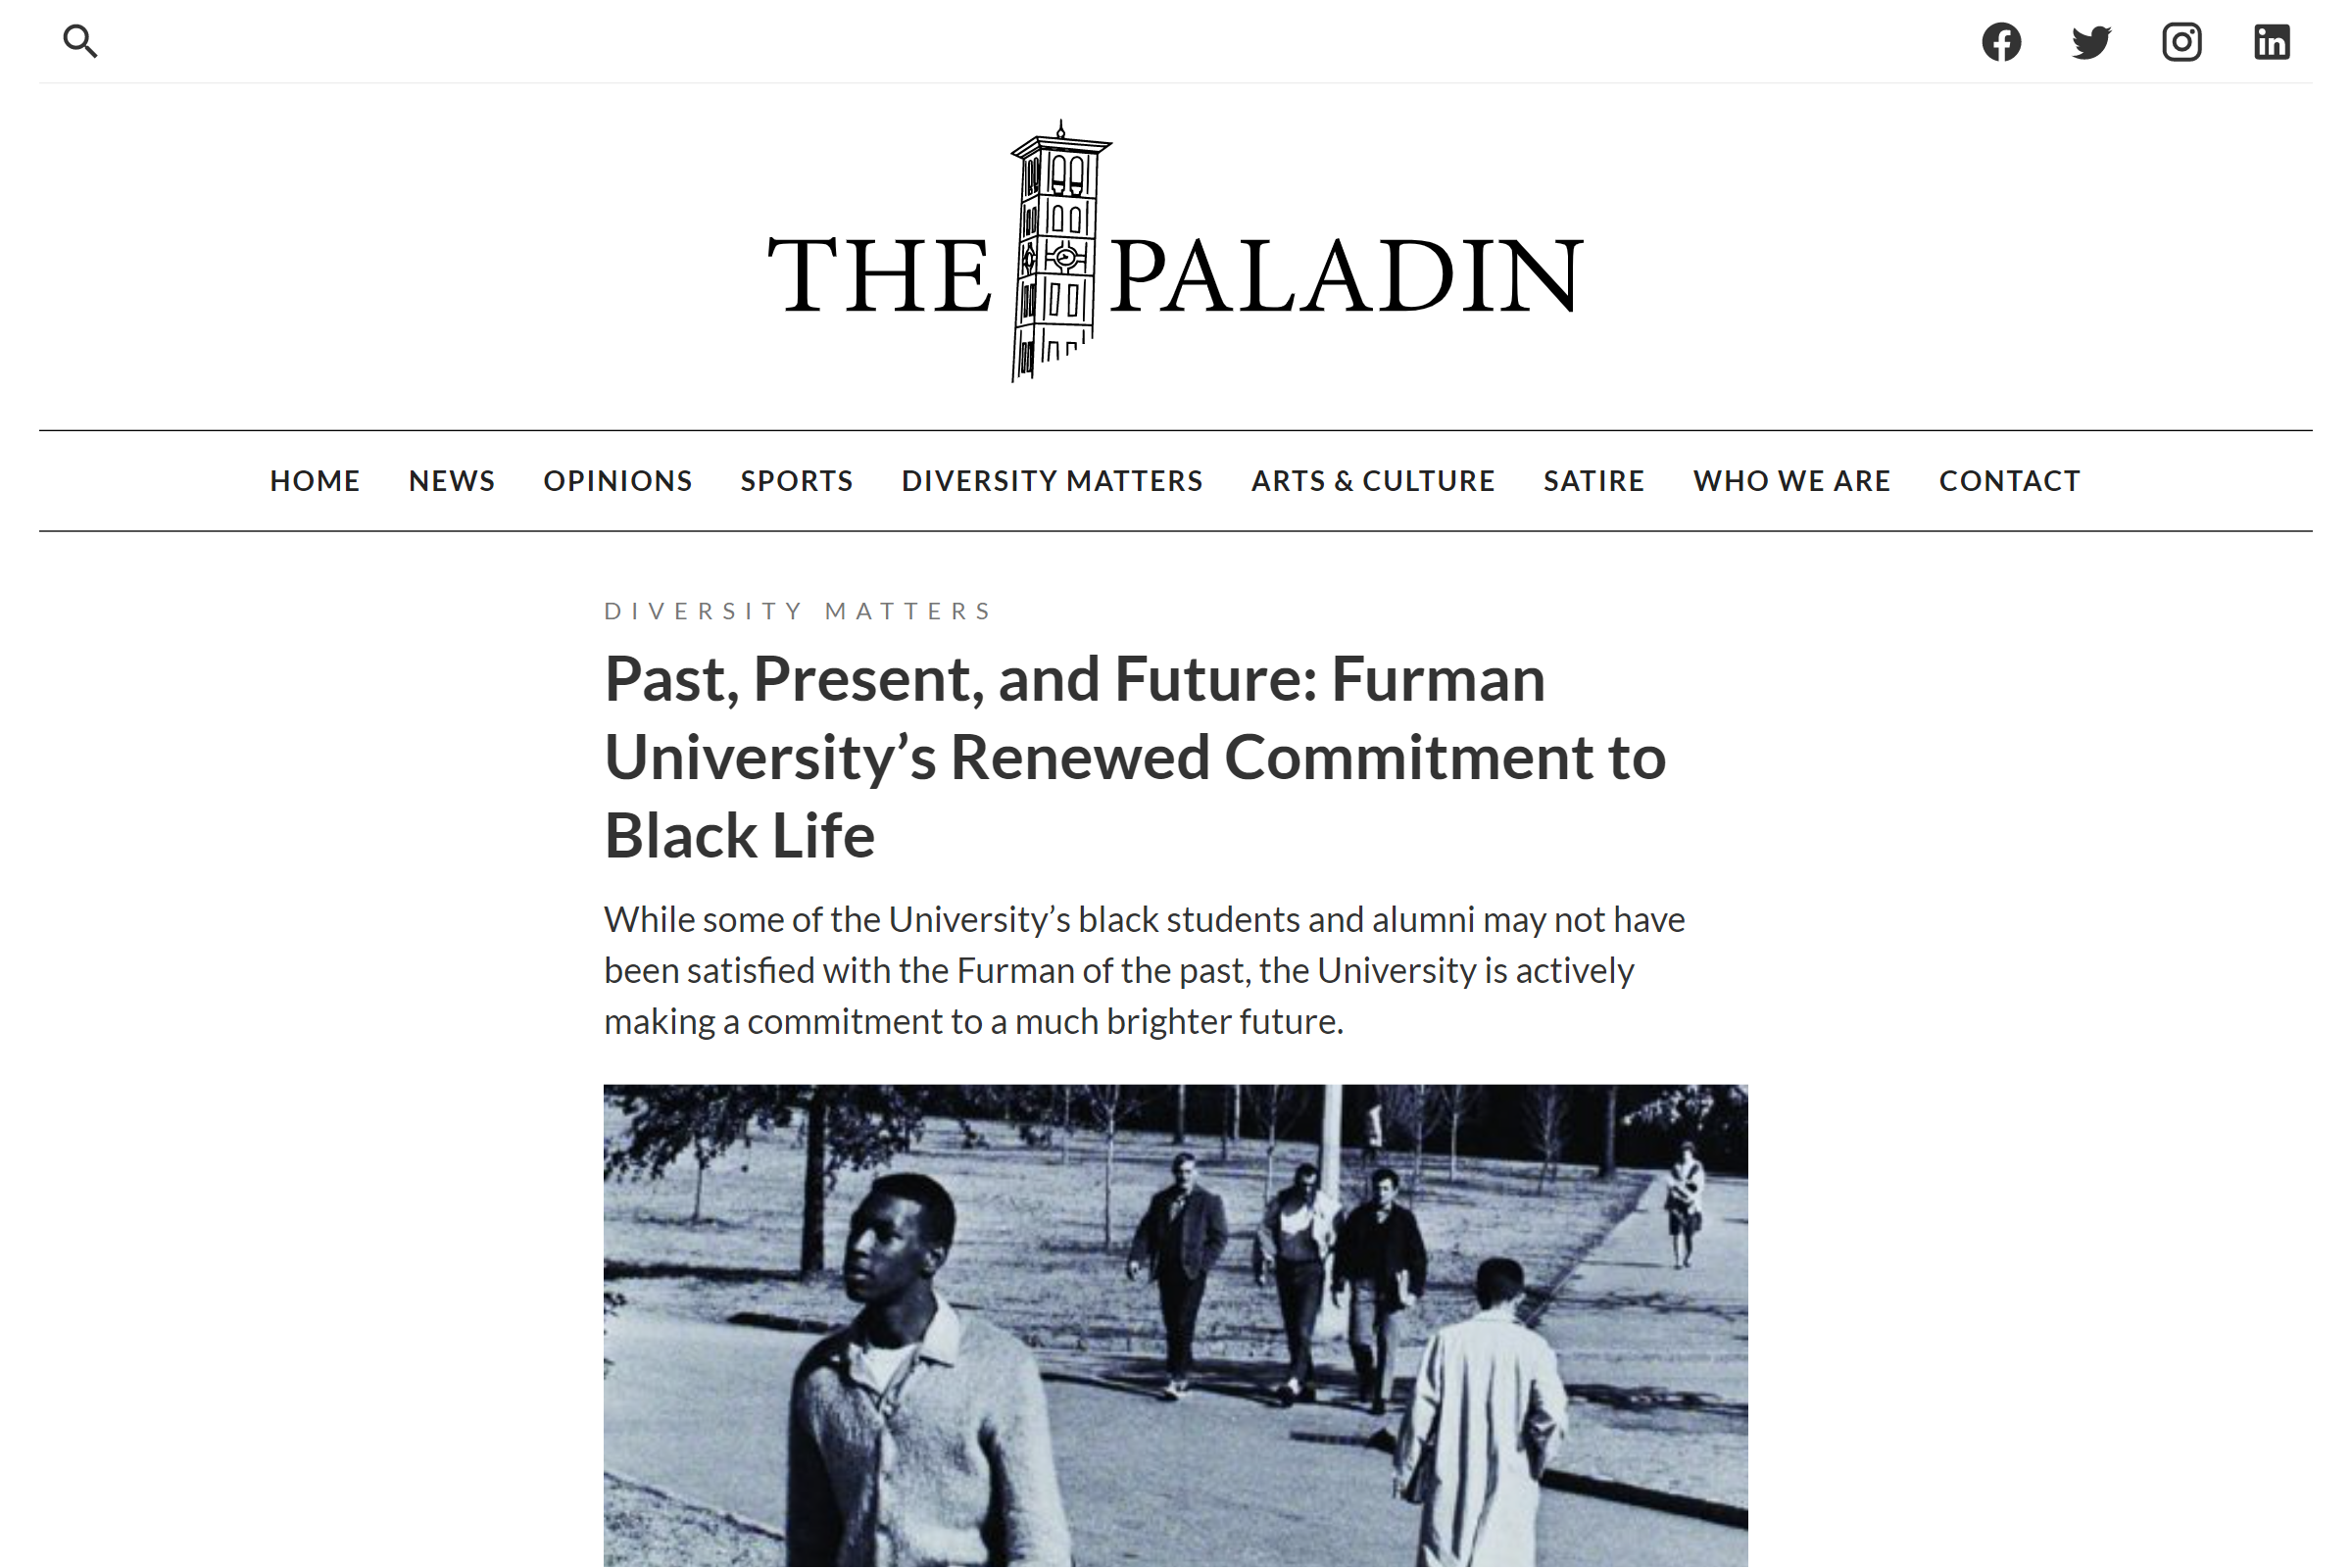 THE PALADIN
HOME NEWS OPINIONS SPORTS DIVERSITY MATTERS ARTS & CULTURE SATIRE WHO WE ARE CONTACT
DIVERSITY MATTERS
Past, Present, and Future: Furman
University’s Renewed Commitment to
Black Life
While some of the University’s black students and alumni may not have
been satisfied with the Furman of the past, the University is actively
making a commitment to a much brighter future.